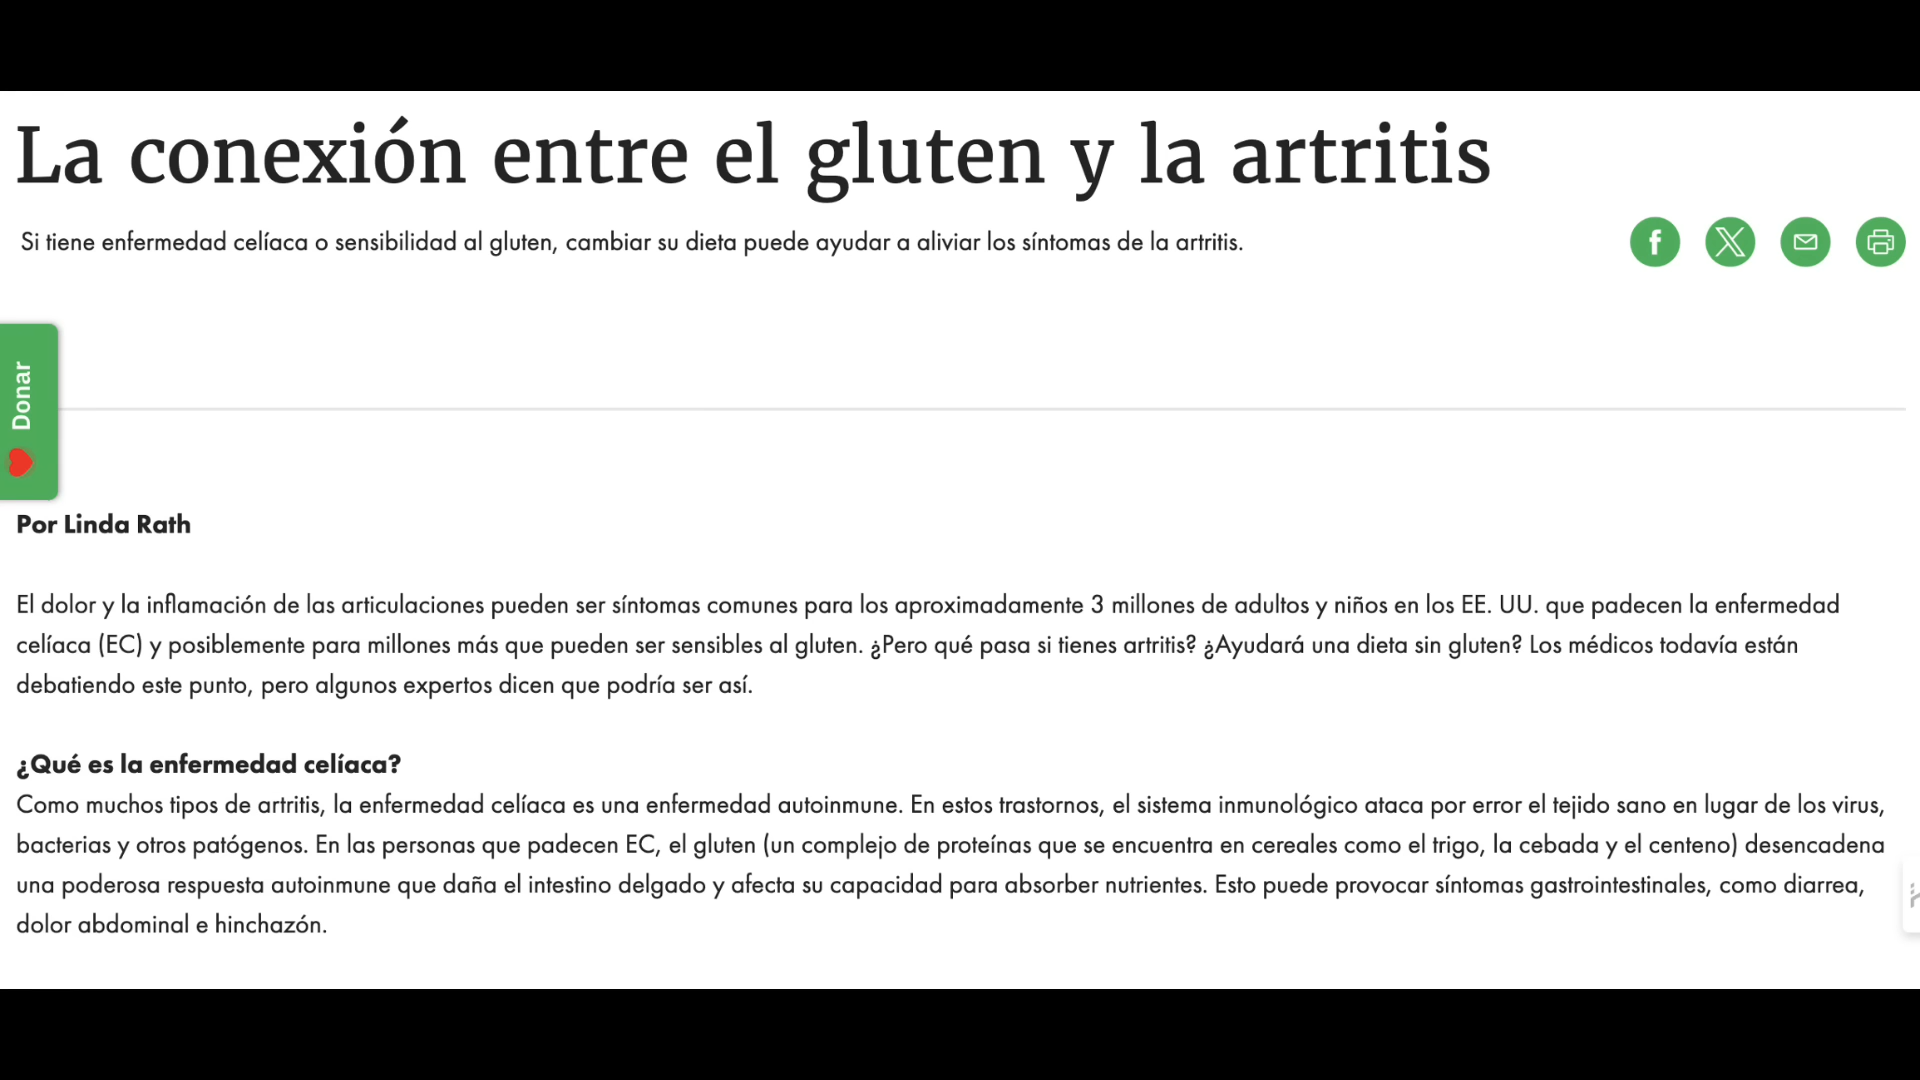 La conexión entre el gluten y la artritis
Si tiene enfermedad celíaca o sensibilidad al gluten, cambiar su dieta puede ayudar a aliviar los síntomas de la artritis.
Donar
Por Linda Rath
El dolor y la inflamación de las articulaciones pueden ser síntomas comunes para los aproximadamente 3 millones de adultos y niños en los EE. UU. que padecen la enfermedad
celíaca (EC) y posiblemente para millones más que pueden ser sensibles al gluten. ¿Pero qué pasa si tienes artritis? ¿Ayudará una dieta sin gluten? Los médicos todavía están
debatiendo este punto, pero algunos expertos dicen que podría ser así.
¿Qué es la enfermedad celíaca?
Como muchos tipos de artritis, la enfermedad celíaca es una enfermedad autoinmune. En estos trastornos, el sistema inmunológico ataca por error el tejido sano en lugar de los virus,
bacterias y otros patógenos. En las personas que padecen EC, el gluten (un complejo de proteínas que se encuentra en cereales como el trigo, la cebada y el centeno) desencadena
una poderosa respuesta autoinmune que daña el intestino delgado y afecta su capacidad para absorber nutrientes. Esto puede provocar síntomas gastrointestinales, como diarrea,
dolor abdominal e hinchazón.